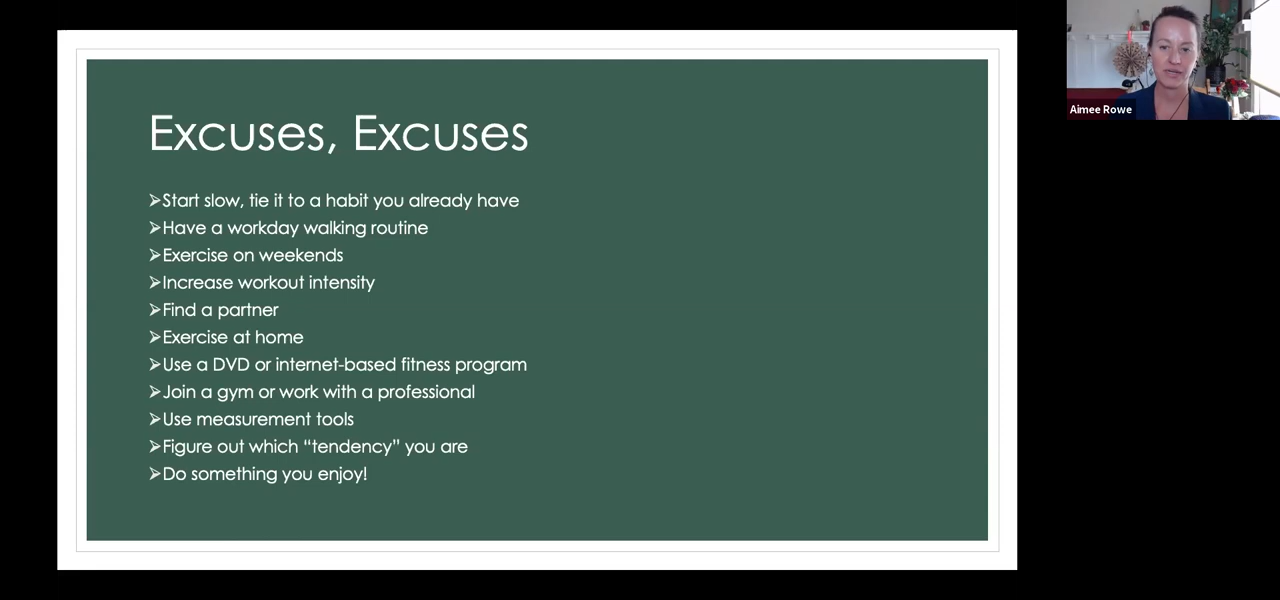 Excuses, Excuses
➢Start slow, tie it to a habit you already have
➢Have a workday walking routine
➢Exercise on weekends
➢Increase workout intensity
➢Find a partner
➢Exercise at home
➢Use a DVD or internet-based fitness program
➢Join a gym or work with a professional
➢Use measurement tools
➢Figure out which “tendency” you are
➢Do something you enjoy!
Aimee Rowe